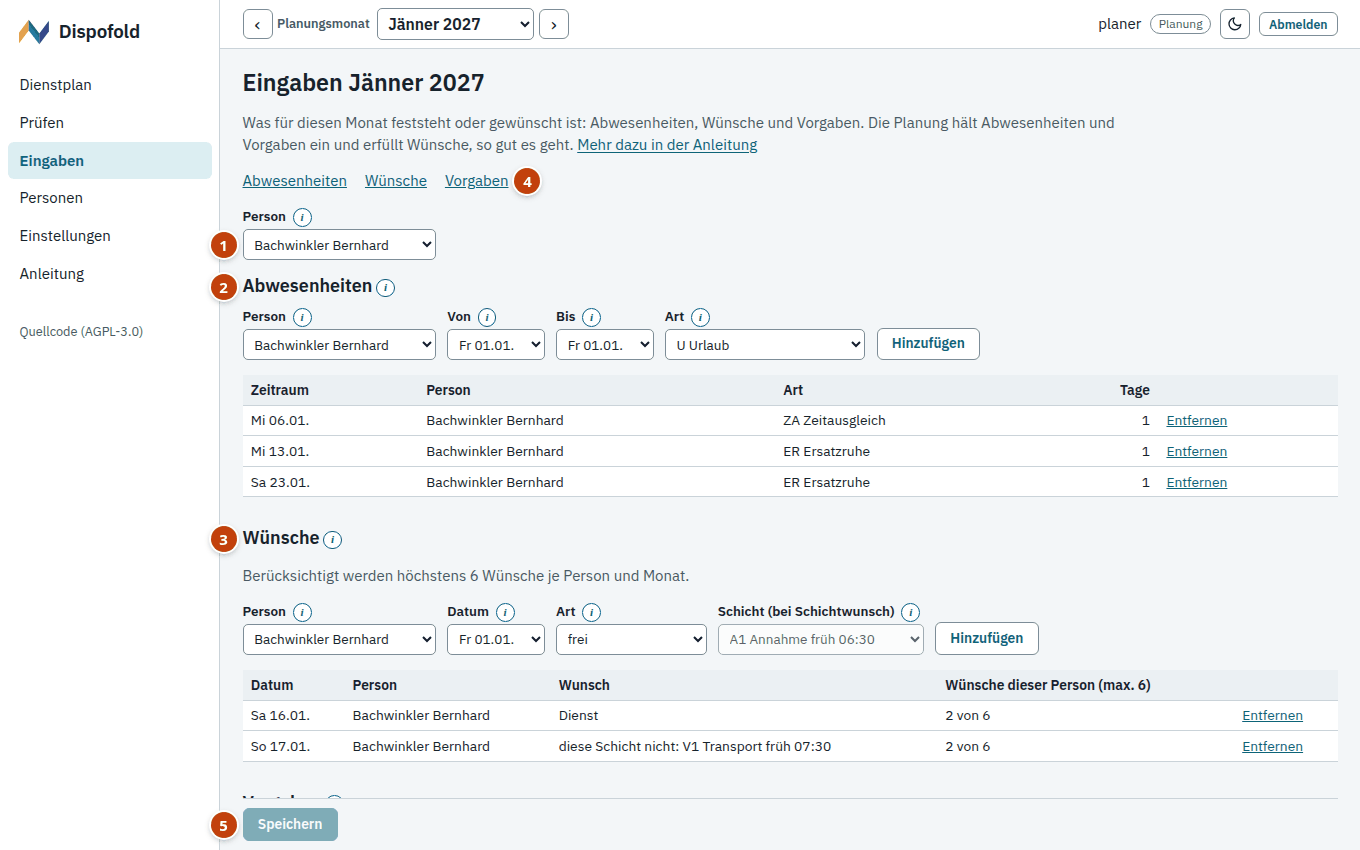 Dispofold
‹ Planungsmonat Jänner 2027 ›
planer Planung Abmelden
Dienstplan
Prüfen
Eingaben
Personen
Einstellungen
Anleitung
Quellcode (AGPL-3.0)
Eingaben Jänner 2027
Was für diesen Monat feststeht oder gewünscht ist: Abwesenheiten, Wünsche und Vorgaben. Die Planung hält Abwesenheiten und
Vorgaben ein und erfüllt Wünsche, so gut es geht. Mehr dazu in der Anleitung
Abwesenheiten Wünsche Vorgaben 4
Person i
1 Bachwinkler Bernhard
2 Abwesenheiten i
Person i Von i Bis i Art i
Bachwinkler Bernhard Fr 01.01. Fr 01.01. U Urlaub Hinzufügen
Zeitraum Person Art Tage
Mi 06.01. Bachwinkler Bernhard ZA Zeitausgleich 1 Entfernen
Mi 13.01. Bachwinkler Bernhard ER Ersatzruhe 1 Entfernen
Sa 23.01. Bachwinkler Bernhard ER Ersatzruhe 1 Entfernen
3 Wünsche i
Berücksichtigt werden höchstens 6 Wünsche je Person und Monat.
Person i Datum i Art i Schicht (bei Schichtwunsch) i
Bachwinkler Bernhard Fr 01.01. frei A1 Annahme früh 06:30 Hinzufügen
Datum Person Wunsch Wünsche dieser Person (max. 6)
Sa 16.01. Bachwinkler Bernhard Dienst 2 von 6 Entfernen
So 17.01. Bachwinkler Bernhard diese Schicht nicht: V1 Transport früh 07:30 2 von 6 Entfernen
5 Speichern